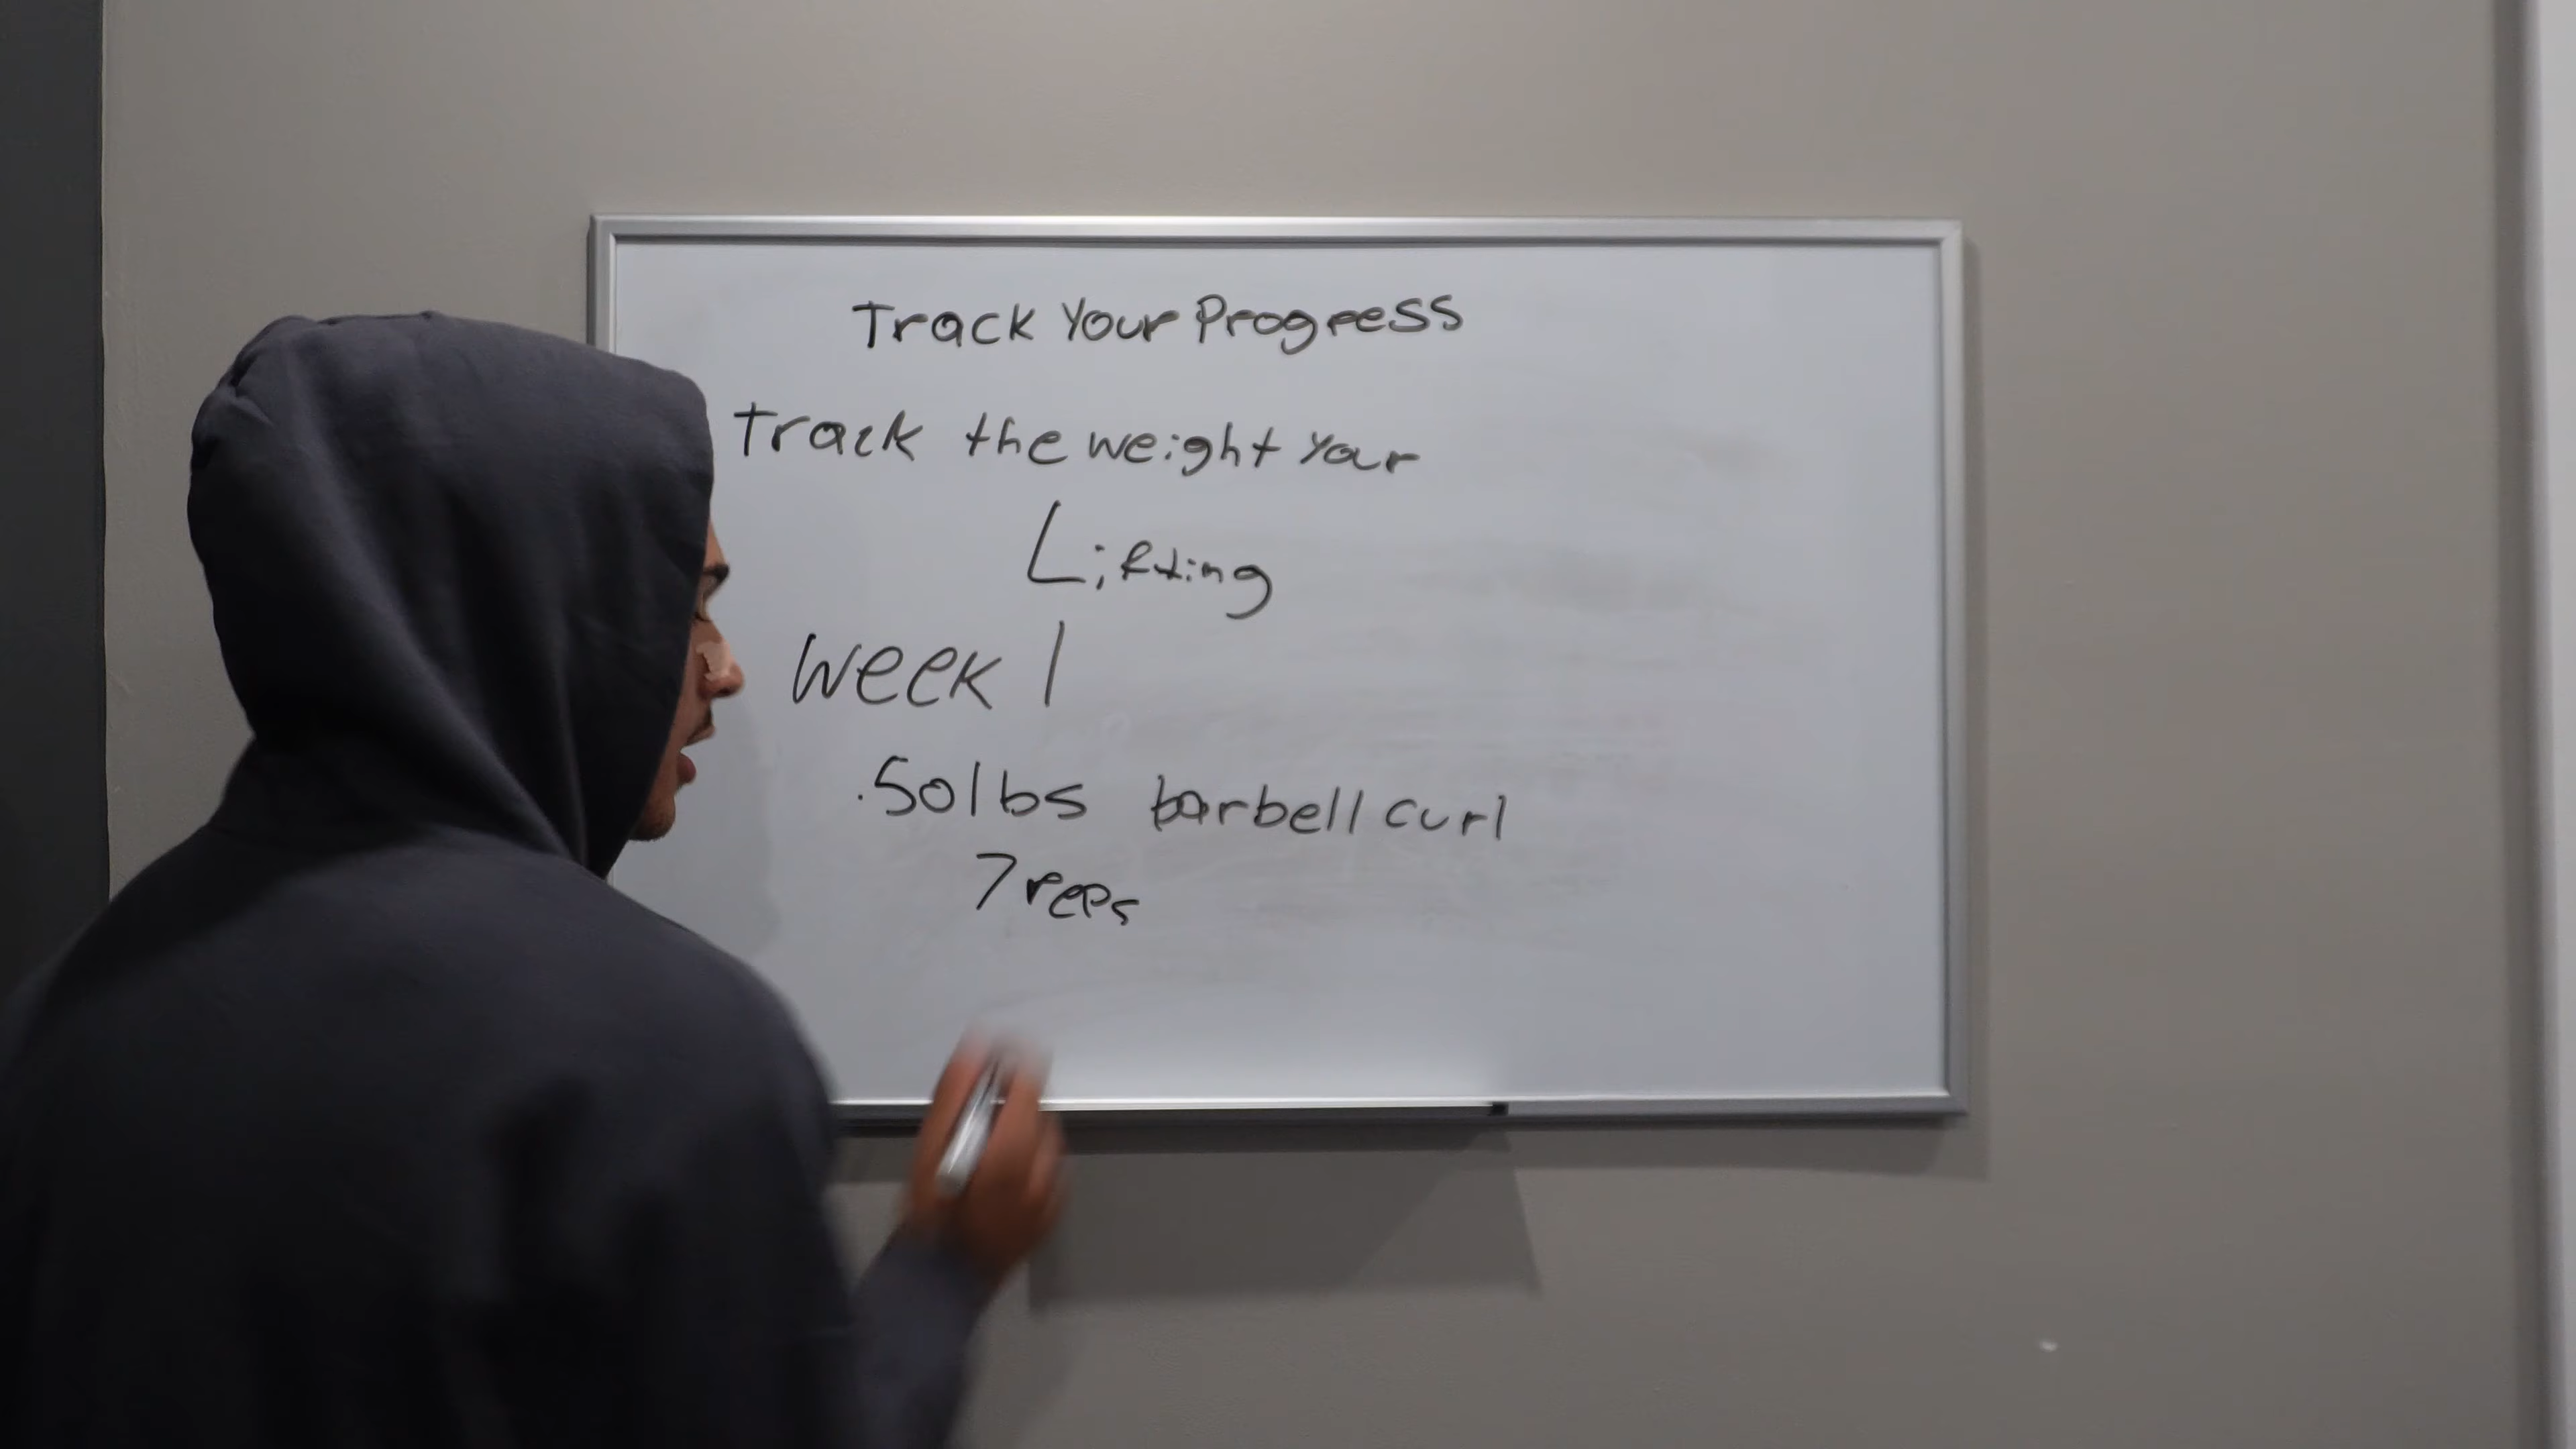 Track Your Progress
Track the weight your
Lifting
Week 1
.50lbs barbell curl
7 reps